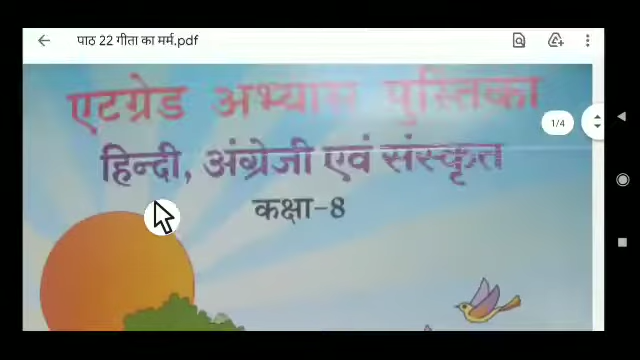 पाठ 22 गीता का मर्म.pdf
एटग्रेड अभ्यास पुस्तिका
1/4
हिन्दी, अंग्रेजी एवं संस्कृत
कक्षा-8